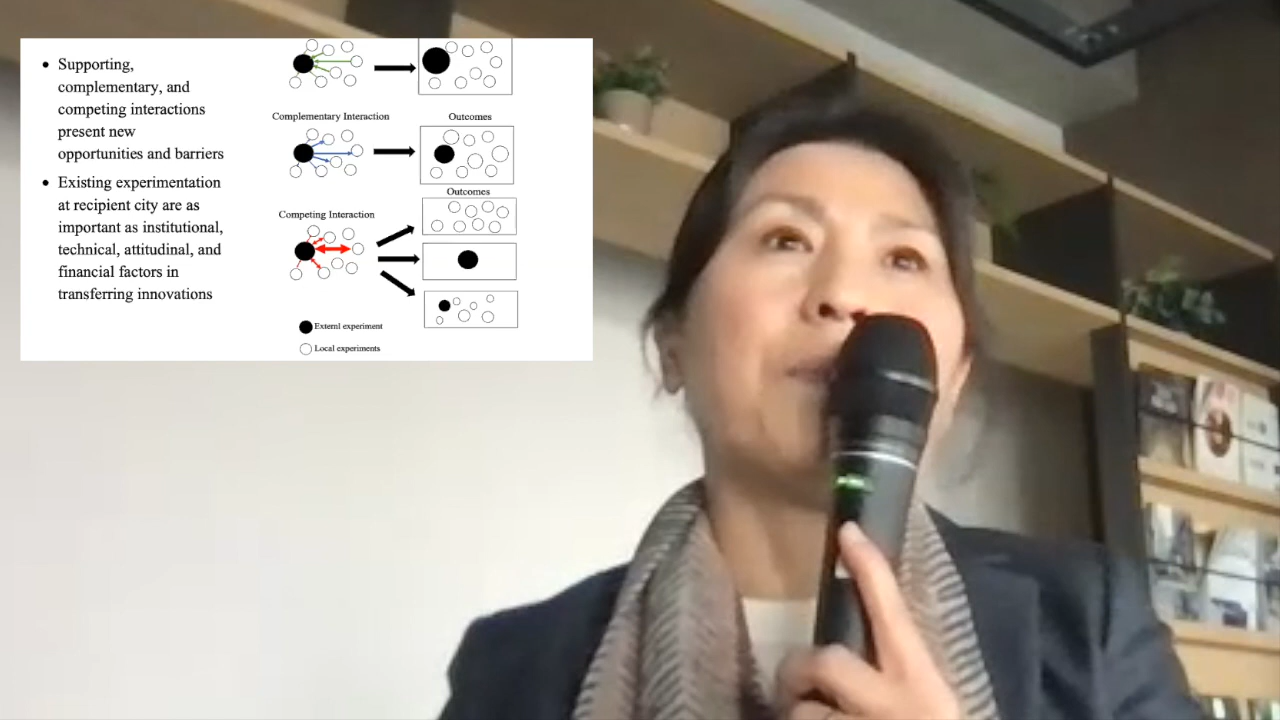 Supporting,
complementary, and
competing interactions
present new
opportunities and barriers
Existing experimentation
at recipient city are as
important as institutional,
technical, attitudinal, and
financial factors in
transferring innovations
Complementary Interaction
Outcomes
Outcomes
Competing Interaction
Externl experiment
Local experiments